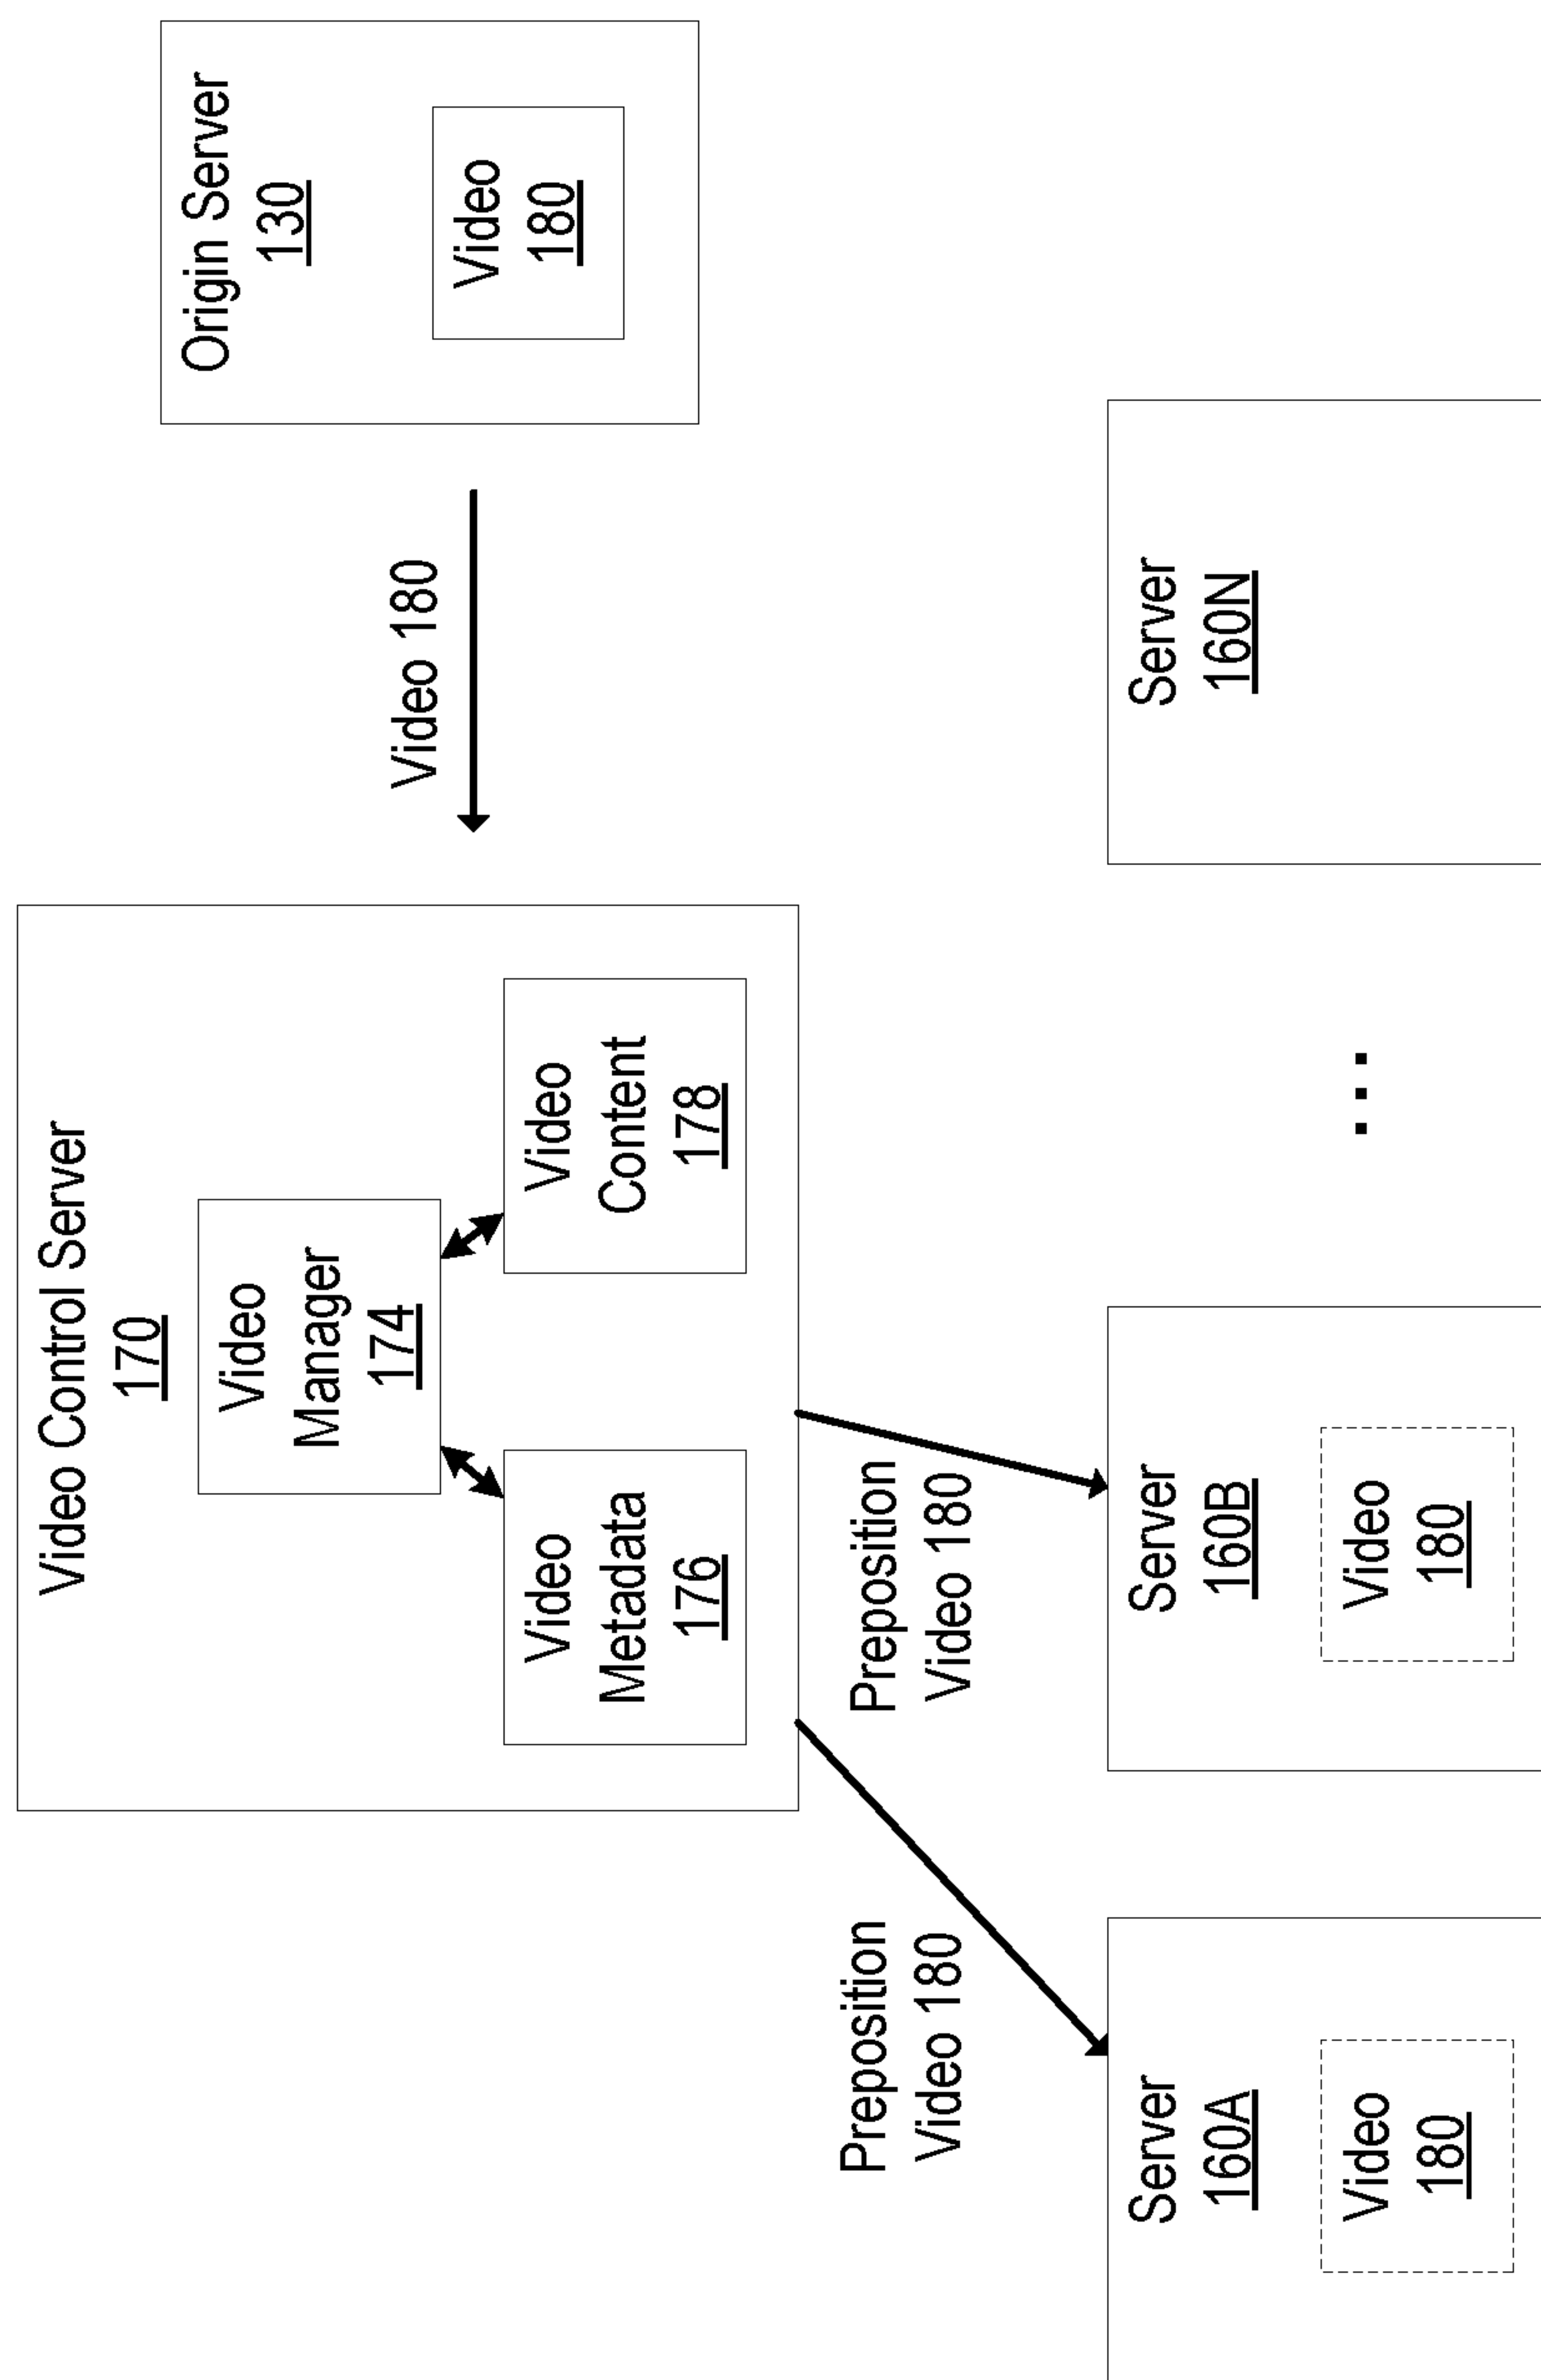 Video Control Server
170
Video
Manager
174
Video
Metadata
176
Video
Content
178
Video 180
Origin Server
130
Video
180
Preposition
Video 180
Preposition
Video 180
Server
160A
Video
180
Server
160B
Video
180
...
Server
160N